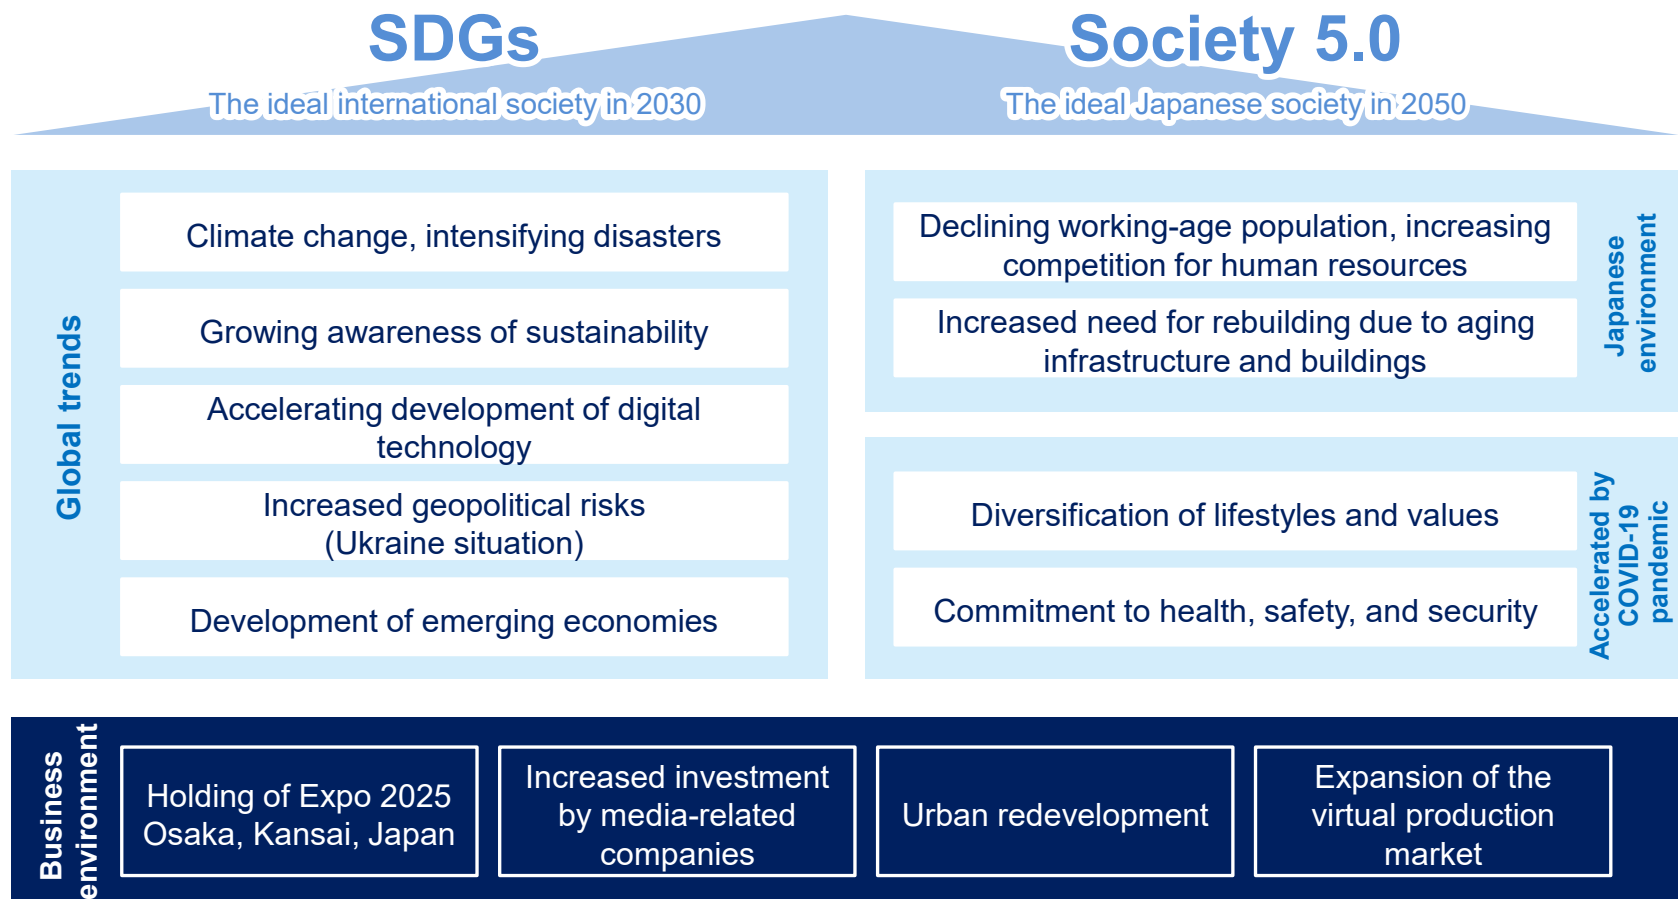 SDGs
The ideal international society in 2030
Society 5.0
The ideal Japanese society in 2050
Global trends
Climate change, intensifying disasters
Growing awareness of sustainability
Accelerating development of digital
technology
Increased geopolitical risks
(Ukraine situation)
Development of emerging economies
Declining working-age population, increasing
competition for human resources
Increased need for rebuilding due to aging
infrastructure and buildings
Japanese
environment
Diversification of lifestyles and values
Commitment to health, safety, and security
Accelerated by
COVID-19
pandemic
Business
environment
Holding of Expo 2025
Osaka, Kansai, Japan
Increased investment
by media-related
companies
Urban redevelopment
Expansion of the
virtual production
market